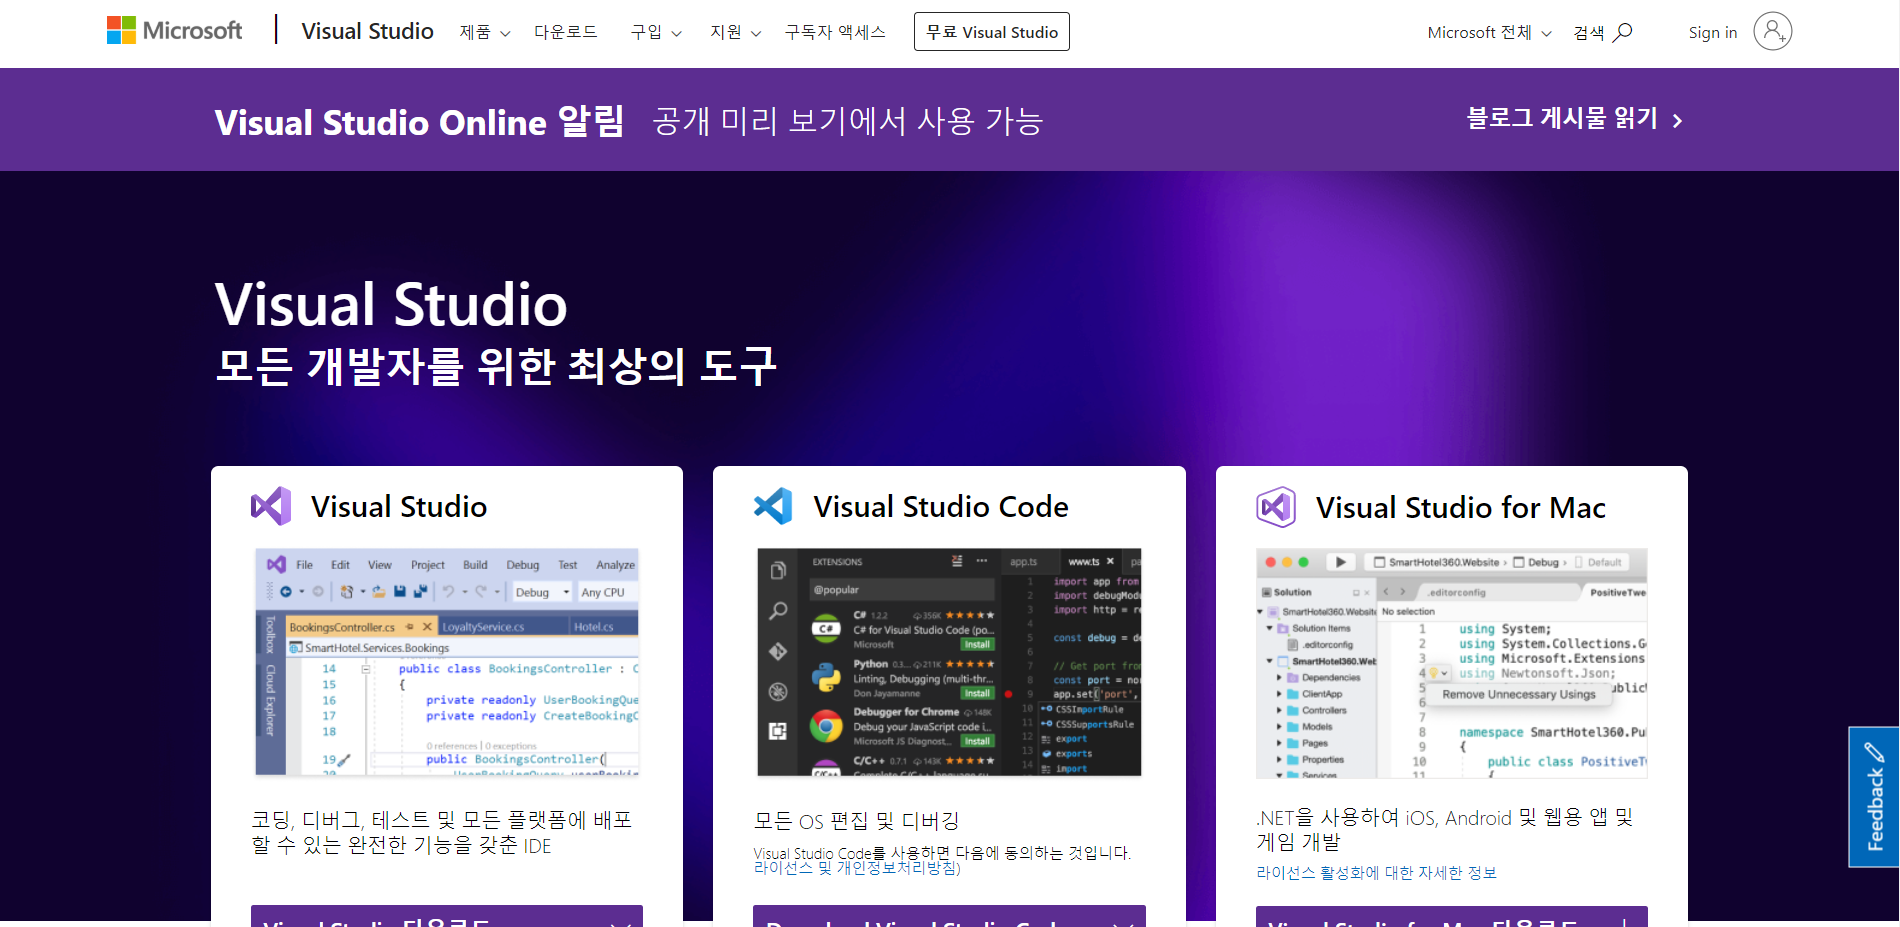 Microsoft
Visual Studio
제품
다운로드
구입
지원
구독자 액세스
무료 Visual Studio
Microsoft 전체
검색
Sign in
Visual Studio Online 알림 공개 미리 보기에서 사용 가능
블로그 게시물 읽기
Visual Studio
모든 개발자를 위한 최상의 도구
Visual Studio
File Edit View Project Build Debug Test Analyze
Debug Any CPU
Toolbox
Cloud Explorer
BookingsController.cs LoyaltyService.cs Hotel.cs
SmartHotel.Services.Bookings
14 public class BookingsController : C
15 {
16 private readonly UserBookingQue
17 private readonly CreateBookingC
18
0 references | 0 exceptions
19 public BookingsController(
20 UserBookingQuery userBookin
코딩, 디버그, 테스트 및 모든 플랫폼에 배포
할 수 있는 완전한 기능을 갖춘 IDE
Visual Studio 다운로드
Visual Studio Code
EXTENSIONS
@popular
C# 1.2.2 356K ★★★★★
C# for Visual Studio Code (po...
Microsoft Install
Python 0.3... 211K ★★★★★
Linting, Debugging (multi-thr...
Don Jayamanne Install
Debugger for Chrome 148K
Debug your JavaScript code i...
Microsoft JS Diagnost... Install
C/C++ 0.7.1 143K ★★★★★
Complete C/C++ language su
app.ts www.ts pa
1 import app from
2 import debugModu
3 import http = re
4
5 const debug = de
6
7 // Get port from
8 const port = nor
9 app.set('port',
10 CSSImportRule
11 CSSSupportsRule
12 export
13 exports
14 import
모든 OS 편집 및 디버깅
Visual Studio Code를 사용하면 다음에 동의하는 것입니다.
라이선스 및 개인정보처리방침)
Download Visual Studio Code
Visual Studio for Mac
SmartHotel360.Website › Debug › Default
Solution
SmartHotel360.Website
Solution Items
.editorconfig
SmartHotel360.Web
Dependencies
ClientApp
Controllers
Models
Pages
Properties
Services
.editorconfig PositiveTwe
No selection
1 using System;
2 using System.Collections.Ge
3 using Microsoft.Extensions
4 using Newtonsoft.Json;
5 Public
Remove Unnecessary Usings
6
7
8 namespace SmartHotel360.Pul
9 {
10 public class PositiveTw
11 {
.NET을 사용하여 iOS, Android 및 웹용 앱 및
게임 개발
라이선스 활성화에 대한 자세한 정보
Visual Studio for Mac 다운로드
Feedback